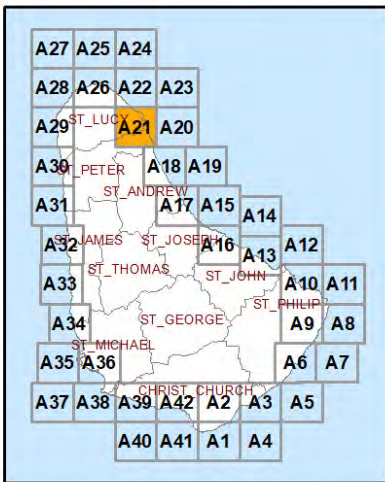 A27 A25 A24
A28 A26 A22 A23
A29 ST_LUCY A21 A20
A30 ST_PETER A18 A19
ST_ANDREW
A31 A17 A15
A14
A32 ST_JAMES ST_JOSEPH A16 A13 A12
ST_THOMAS ST_JOHN
A33 A10 A11
ST_PHILIP
A34 ST_GEORGE A9 A8
ST_MICHAEL
A35 A36 A6 A7
CHRIST_CHURCH
A37 A38 A39 A42 A2 A3 A5
A40 A41 A1 A4